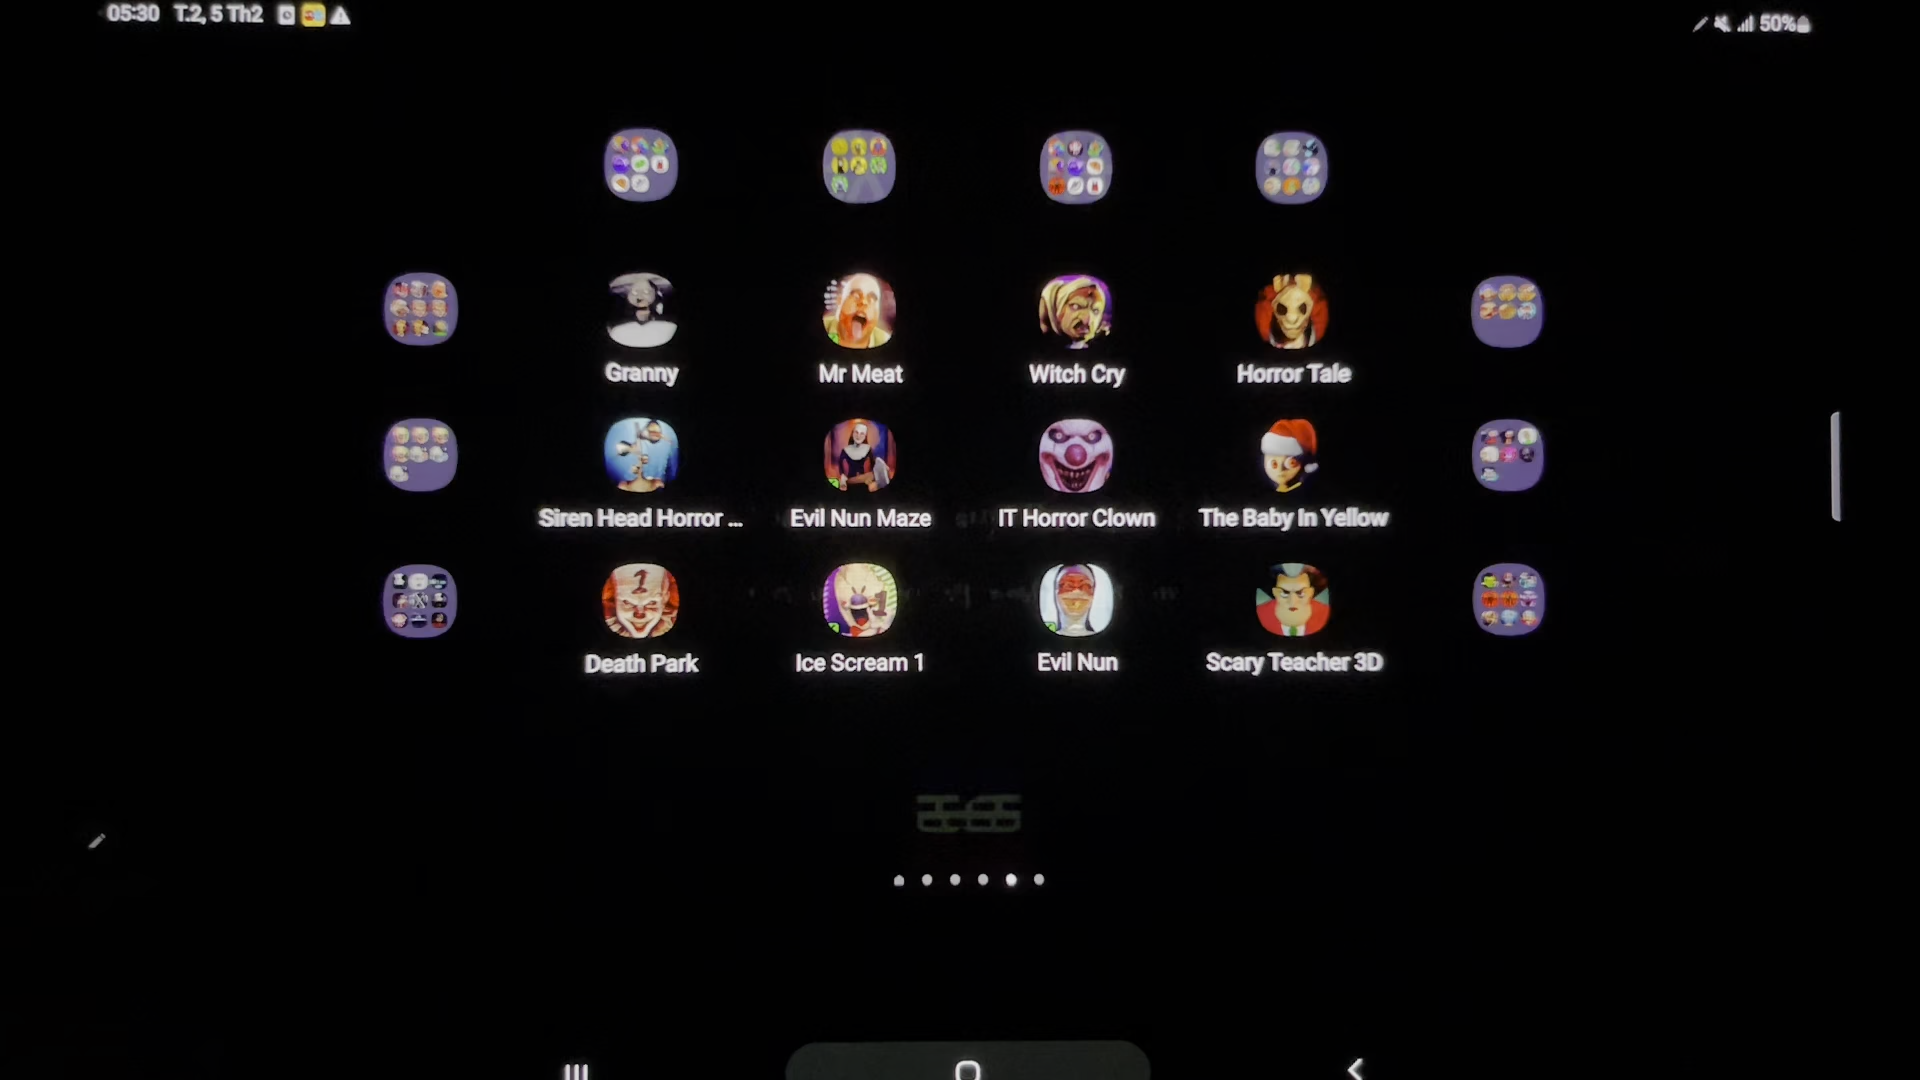 05:30 T.2, 5 Th2
50%
Granny Mr Meat Witch Cry Horror Tale
Siren Head Horror ... Evil Nun Maze IT Horror Clown The Baby In Yellow
Death Park Ice Scream 1 Evil Nun Scary Teacher 3D